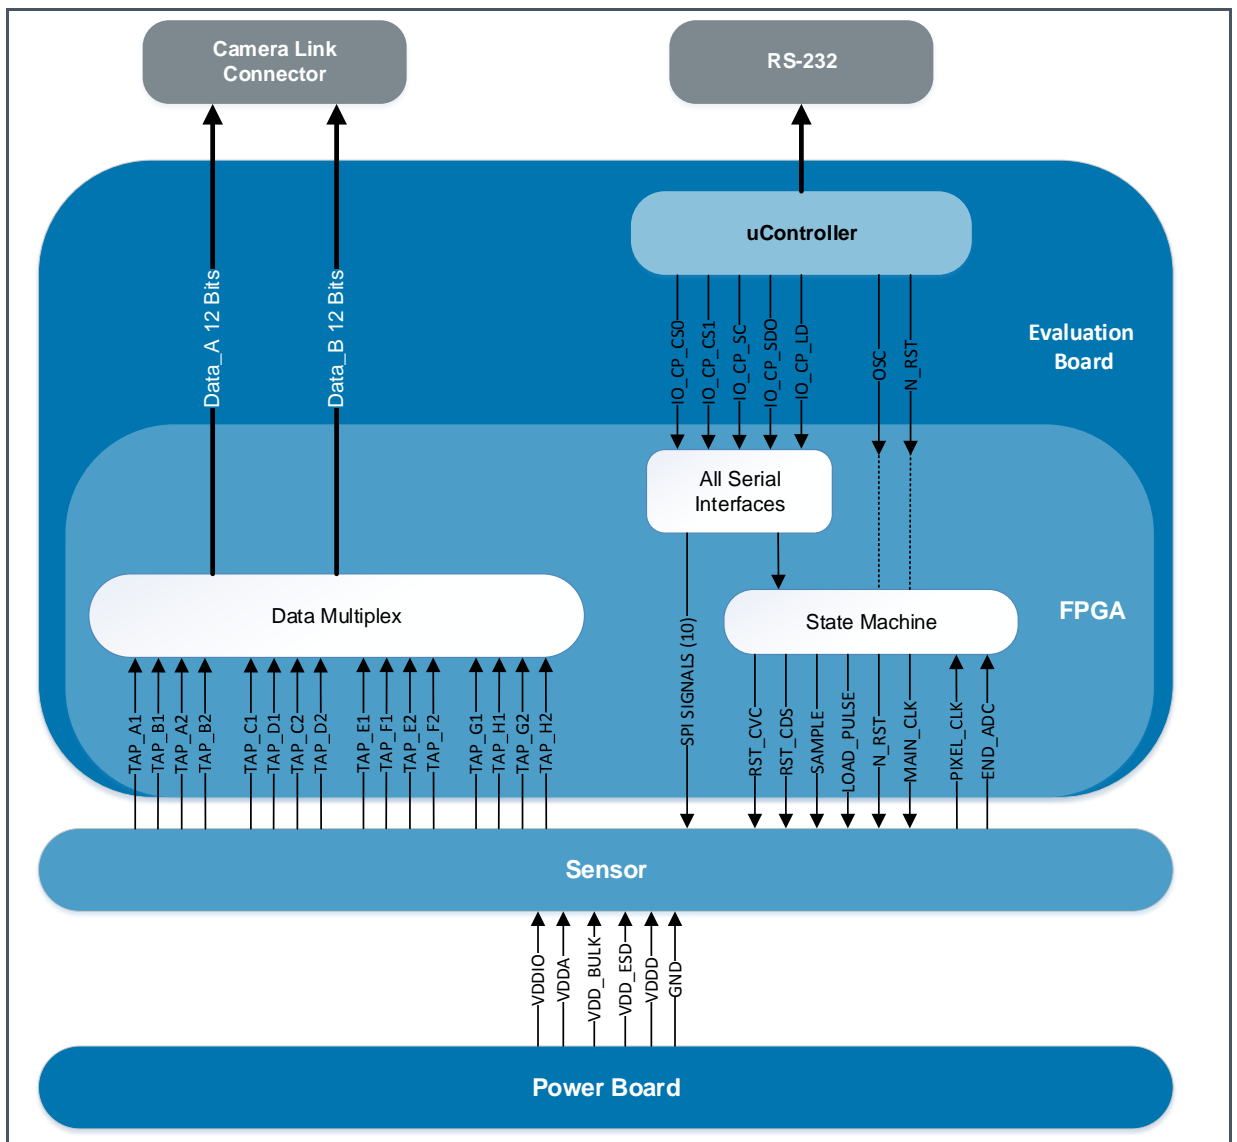 Camera Link
Connector
RS-232
uController
Data_A 12 Bits
Data_B 12 Bits
IO_CP_CS0
IO_CP_CS1
IO_CP_SC
IO_CP_SDO
IO_CP_LD
OSC
N_RST
Evaluation
Board
All Serial
Interfaces
Data Multiplex
State Machine
FPGA
TAP_A1
TAP_B1
TAP_A2
TAP_B2
TAP_C1
TAP_D1
TAP_C2
TAP_D2
TAP_E1
TAP_F1
TAP_E2
TAP_F2
TAP_G1
TAP_H1
TAP_G2
TAP_H2
SPI SIGNALS (10)
RST_CVC
RST_CDS
SAMPLE
LOAD_PULSE
N_RST
MAIN_CLK
PIXEL_CLK
END_ADC
Sensor
VDDIO
VDDA
VDD_BULK
VDD_ESD
VDDD
GND
Power Board